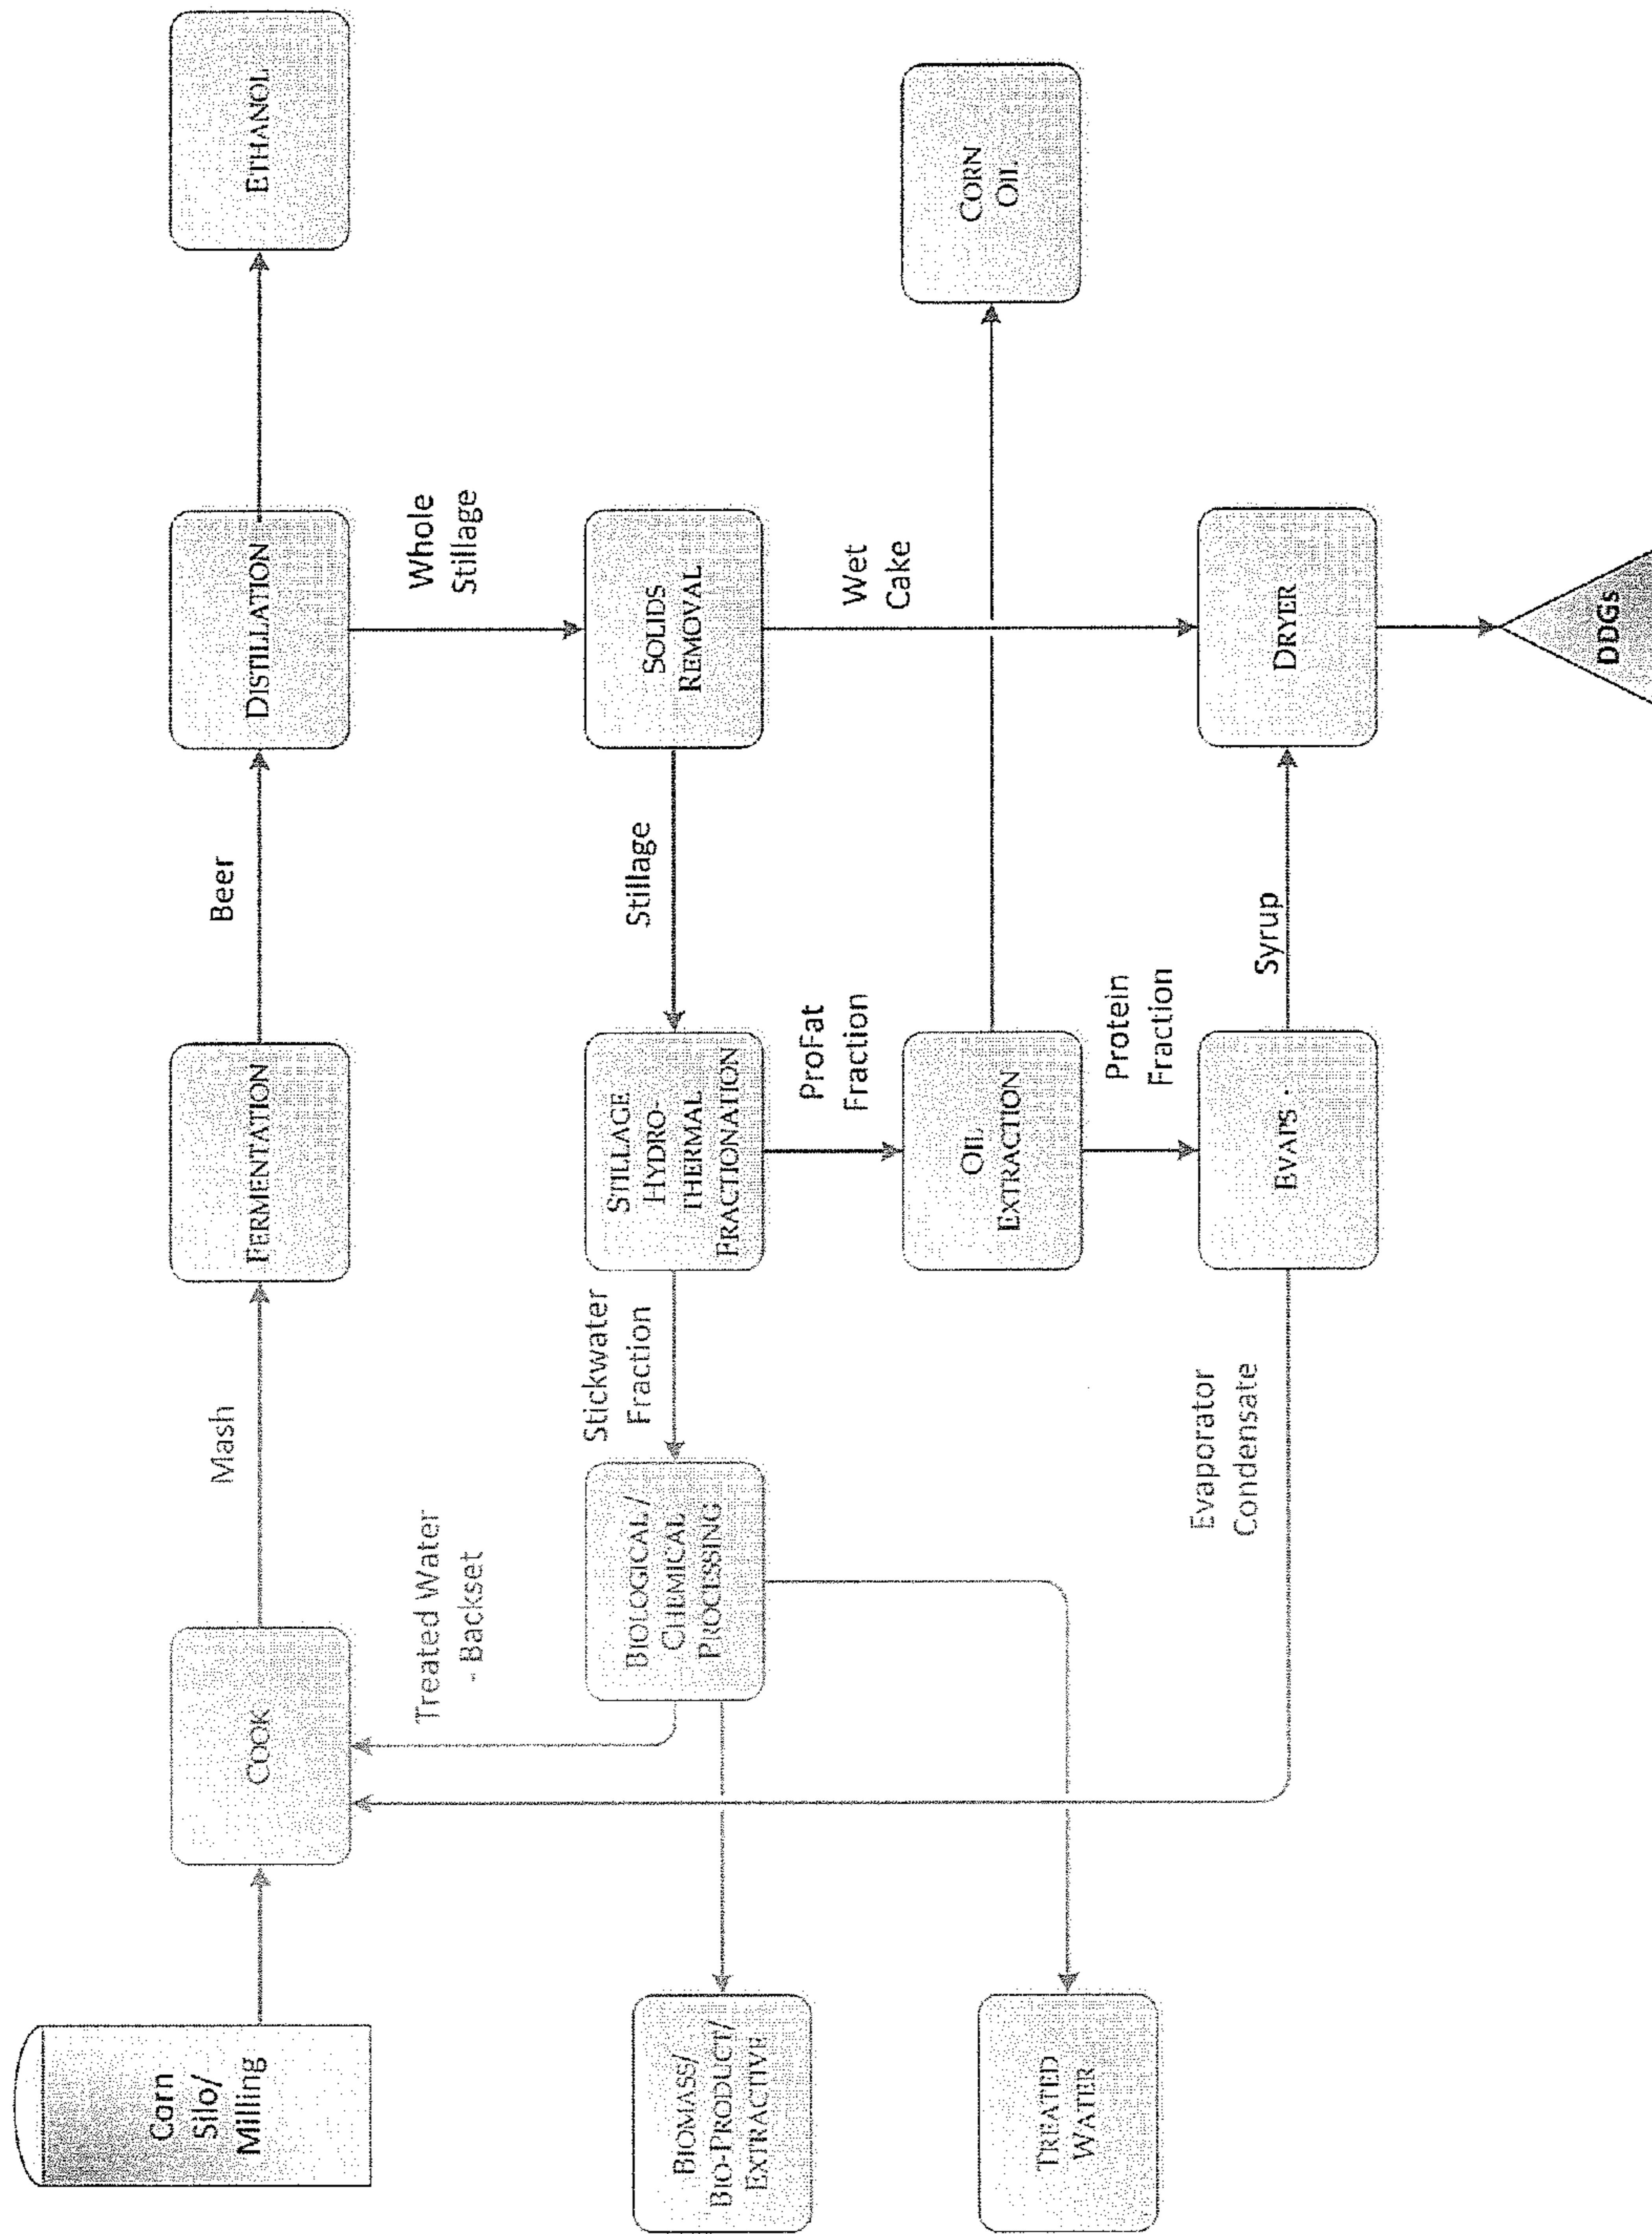 Corn
Silo/
Milling
COOK
Mash
FERMENTATION
Beer
DISTILLATION
ETHANOL
Treated Water
- Backset
Whole
Stillage
BIOMASS/
BIO-PRODUCT/
EXTRACTIVE
BIOLOGICAL /
CHEMICAL
PROCESSING
Stickwater
Fraction
STILLAGE
HYDRO-
THERMAL
FRACTIONATION
Stillage
SOLIDS
REMOVAL
ProFat
Fraction
Wet
Cake
TREATED
WATER
OIL
EXTRACTION
CORN
OIL
Protein
Fraction
Evaporator
Condensate
EVAPS
Syrup
DRYER
DDGs